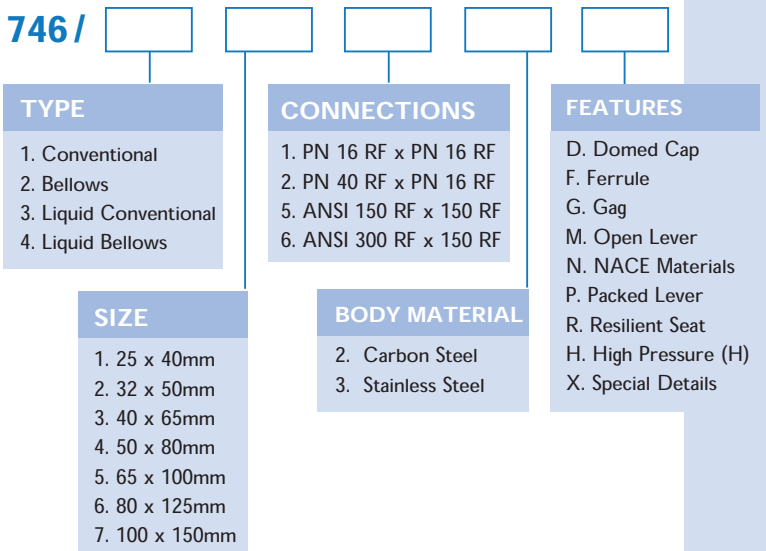 746 /
TYPE
1. Conventional
2. Bellows
3. Liquid Conventional
4. Liquid Bellows
SIZE
1. 25 x 40mm
2. 32 x 50mm
3. 40 x 65mm
4. 50 x 80mm
5. 65 x 100mm
6. 80 x 125mm
7. 100 x 150mm
CONNECTIONS
1. PN 16 RF x PN 16 RF
2. PN 40 RF x PN 16 RF
5. ANSI 150 RF x 150 RF
6. ANSI 300 RF x 150 RF
BODY MATERIAL
2. Carbon Steel
3. Stainless Steel
FEATURES
D. Domed Cap
F. Ferrule
G. Gag
M. Open Lever
N. NACE Materials
P. Packed Lever
R. Resilient Seat
H. High Pressure (H)
X. Special Details